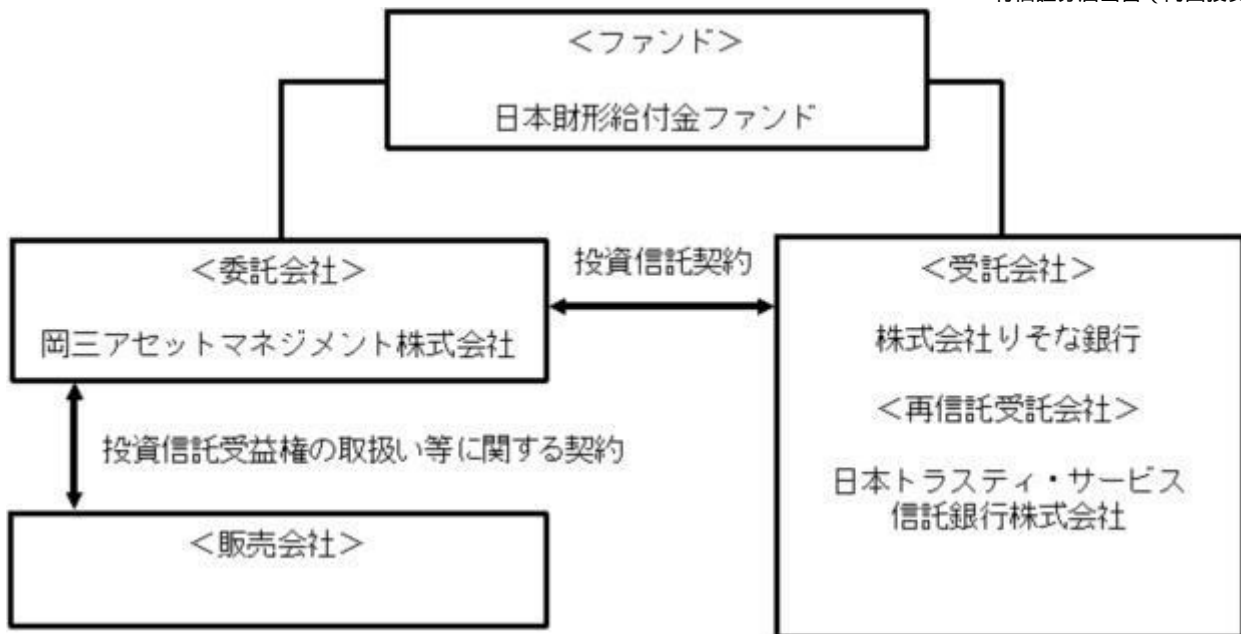 ＜ファンド＞
日本財形給付金ファンド
＜委託会社＞
岡三アセットマネジメント株式会社
投資信託契約
＜受託会社＞
株式会社りそな銀行
＜再信託受託会社＞
日本トラスティ・サービス
信託銀行株式会社
投資信託受益権の取扱い等に関する契約
＜販売会社＞